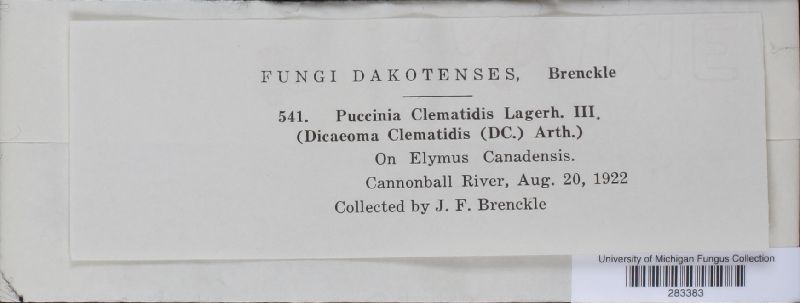 FUNGI DAKOTENSES, Brenckle
541. Puccinia Clematidis Lagerh. III.
(Dicaeoma Clematidis (DC.) Arth.)
On Elymus Canadensis.
Cannonball River, Aug. 20, 1922
Collected by J. F. Brenckle
University of Michigan Fungus Collection
283383